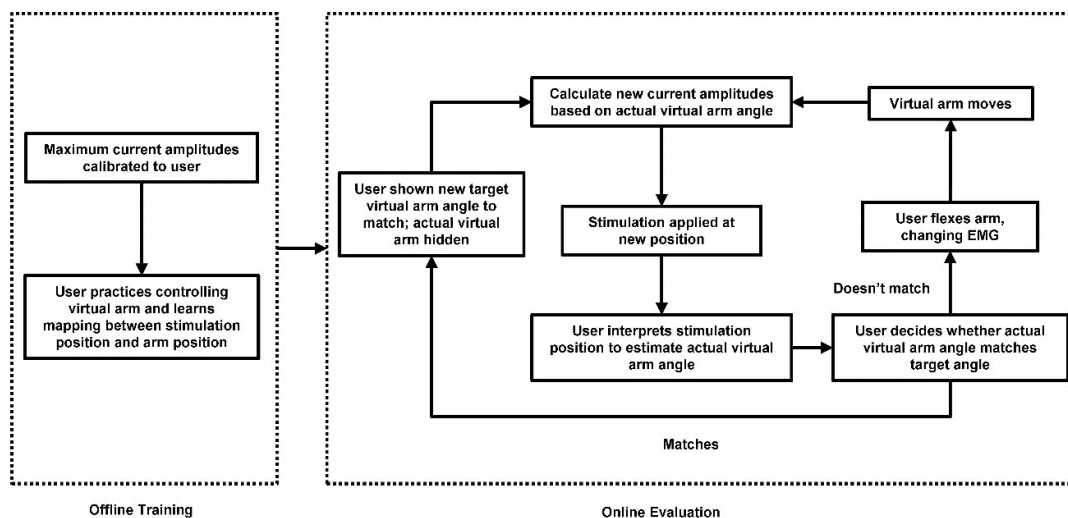 Maximum current amplitudes
calibrated to user
User practices controlling
virtual arm and learns
mapping between stimulation
position and arm position
Offline Training
Calculate new current amplitudes
based on actual virtual arm angle
Virtual arm moves
User shown new target
virtual arm angle to
match; actual virtual
arm hidden
Stimulation applied at
new position
User flexes arm,
changing EMG
Doesn't match
User interprets stimulation
position to estimate actual virtual
arm angle
User decides whether actual
virtual arm angle matches
target angle
Matches
Online Evaluation